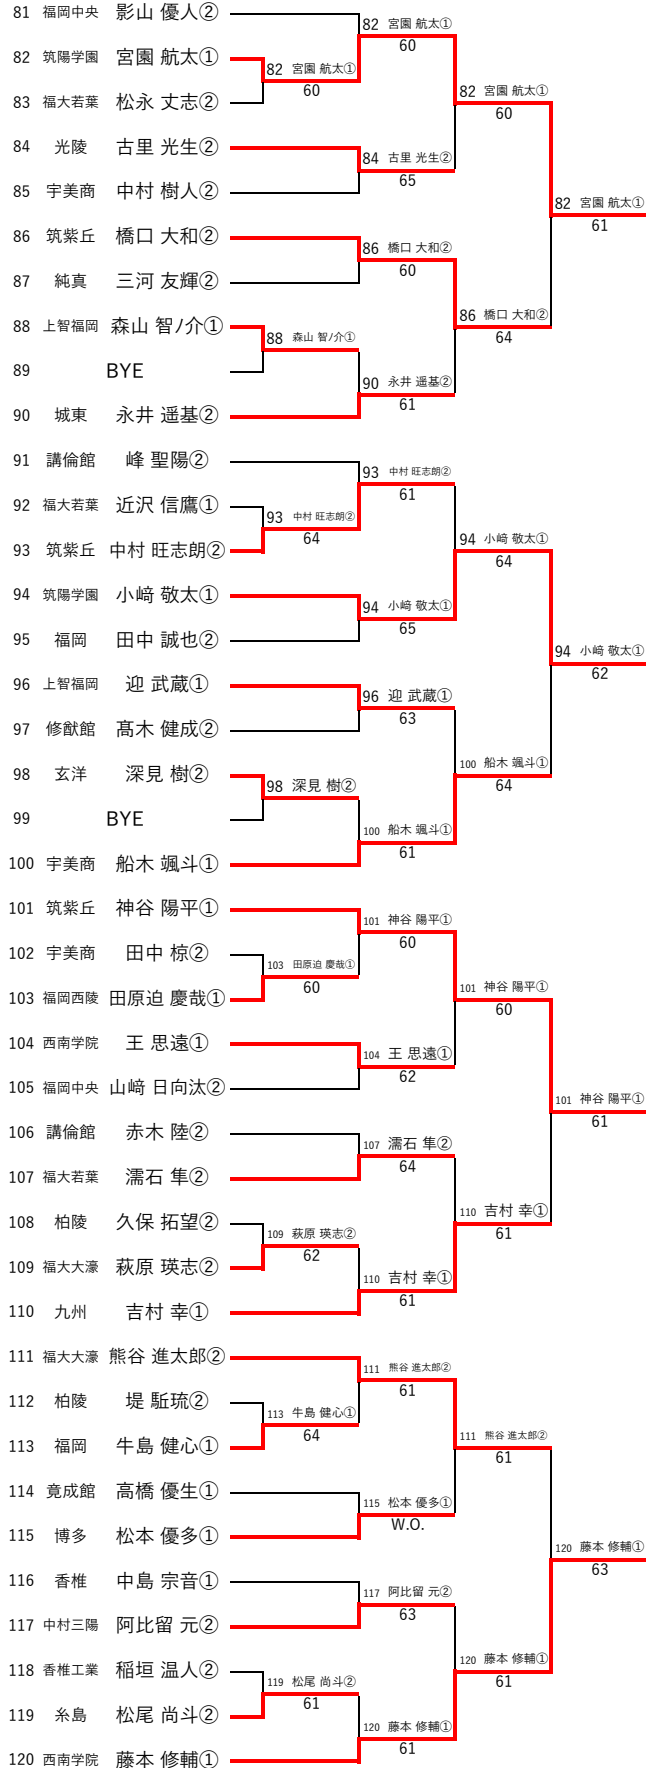 81 福岡中央 影山 優人②
82 筑陽学園 宮園 航太①
83 福大若葉 松永 丈志②
84 光陵 古里 光生②
85 宇美商 中村 樹人②
86 筑紫丘 橋口 大和②
87 純真 三河 友輝②
88 上智福岡 森山 智ノ介①
89 BYE
90 城東 永井 遥基②
91 講倫館 峰 聖陽②
92 福大若葉 近沢 信鷹①
93 筑紫丘 中村 旺志朗②
94 筑陽学園 小﨑 敬太①
95 福岡 田中 誠也②
96 上智福岡 迎 武蔵①
97 修猷館 髙木 健成②
98 玄洋 深見 樹②
99 BYE
100 宇美商 船木 颯斗①
101 筑紫丘 神谷 陽平①
102 宇美商 田中 椋②
103 福岡西陵 田原迫 慶哉①
104 西南学院 王 思遠①
105 福岡中央 山﨑 日向汰②
106 講倫館 赤木 陸②
107 福大若葉 濡石 隼②
108 柏陵 久保 拓望②
109 福大大濠 萩原 瑛志②
110 九州 吉村 幸①
111 福大大濠 熊谷 進太郎②
112 柏陵 堤 駈琉②
113 福岡 牛島 健心①
114 竟成館 高橋 優生①
115 博多 松本 優多①
116 香椎 中島 宗音①
117 中村三陽 阿比留 元②
118 香椎工業 稲垣 温人②
119 糸島 松尾 尚斗②
120 西南学院 藤本 修輔①
82 宮園 航太①
60
88 森山 智ノ介①
93 中村 旺志朗②
64
98 深見 樹②
103 田原迫 慶哉①
60
109 萩原 瑛志②
62
113 牛島 健心①
64
119 松尾 尚斗②
61
82 宮園 航太①
60
84 古里 光生②
65
86 橋口 大和②
60
90 永井 遥基②
61
93 中村 旺志朗②
61
94 小﨑 敬太①
65
96 迎 武蔵①
63
100 船木 颯斗①
61
101 神谷 陽平①
60
104 王 思遠①
62
107 濡石 隼②
64
110 吉村 幸①
61
111 熊谷 進太郎②
61
115 松本 優多①
W.O.
117 阿比留 元②
63
120 藤本 修輔①
61
82 宮園 航太①
60
86 橋口 大和②
64
94 小﨑 敬太①
64
100 船木 颯斗①
64
101 神谷 陽平①
60
110 吉村 幸①
61
111 熊谷 進太郎②
61
120 藤本 修輔①
61
82 宮園 航太①
61
94 小﨑 敬太①
62
101 神谷 陽平①
61
120 藤本 修輔①
63